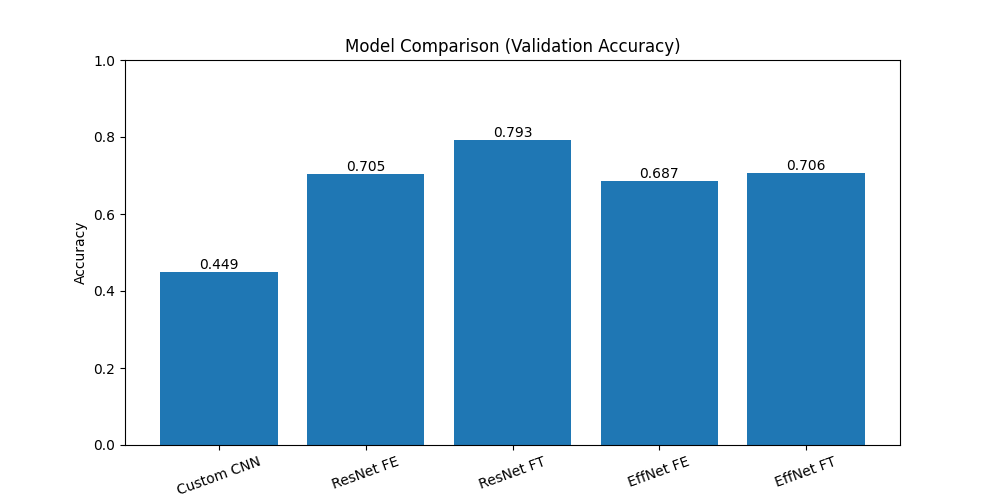 Model Comparison (Validation Accuracy)
1.0
0.8
0.6
0.4
0.2
0.0
Accuracy
0.449
0.705
0.793
0.687
0.706
Custom CNN
ResNet FE
ResNet FT
EffNet FE
EffNet FT